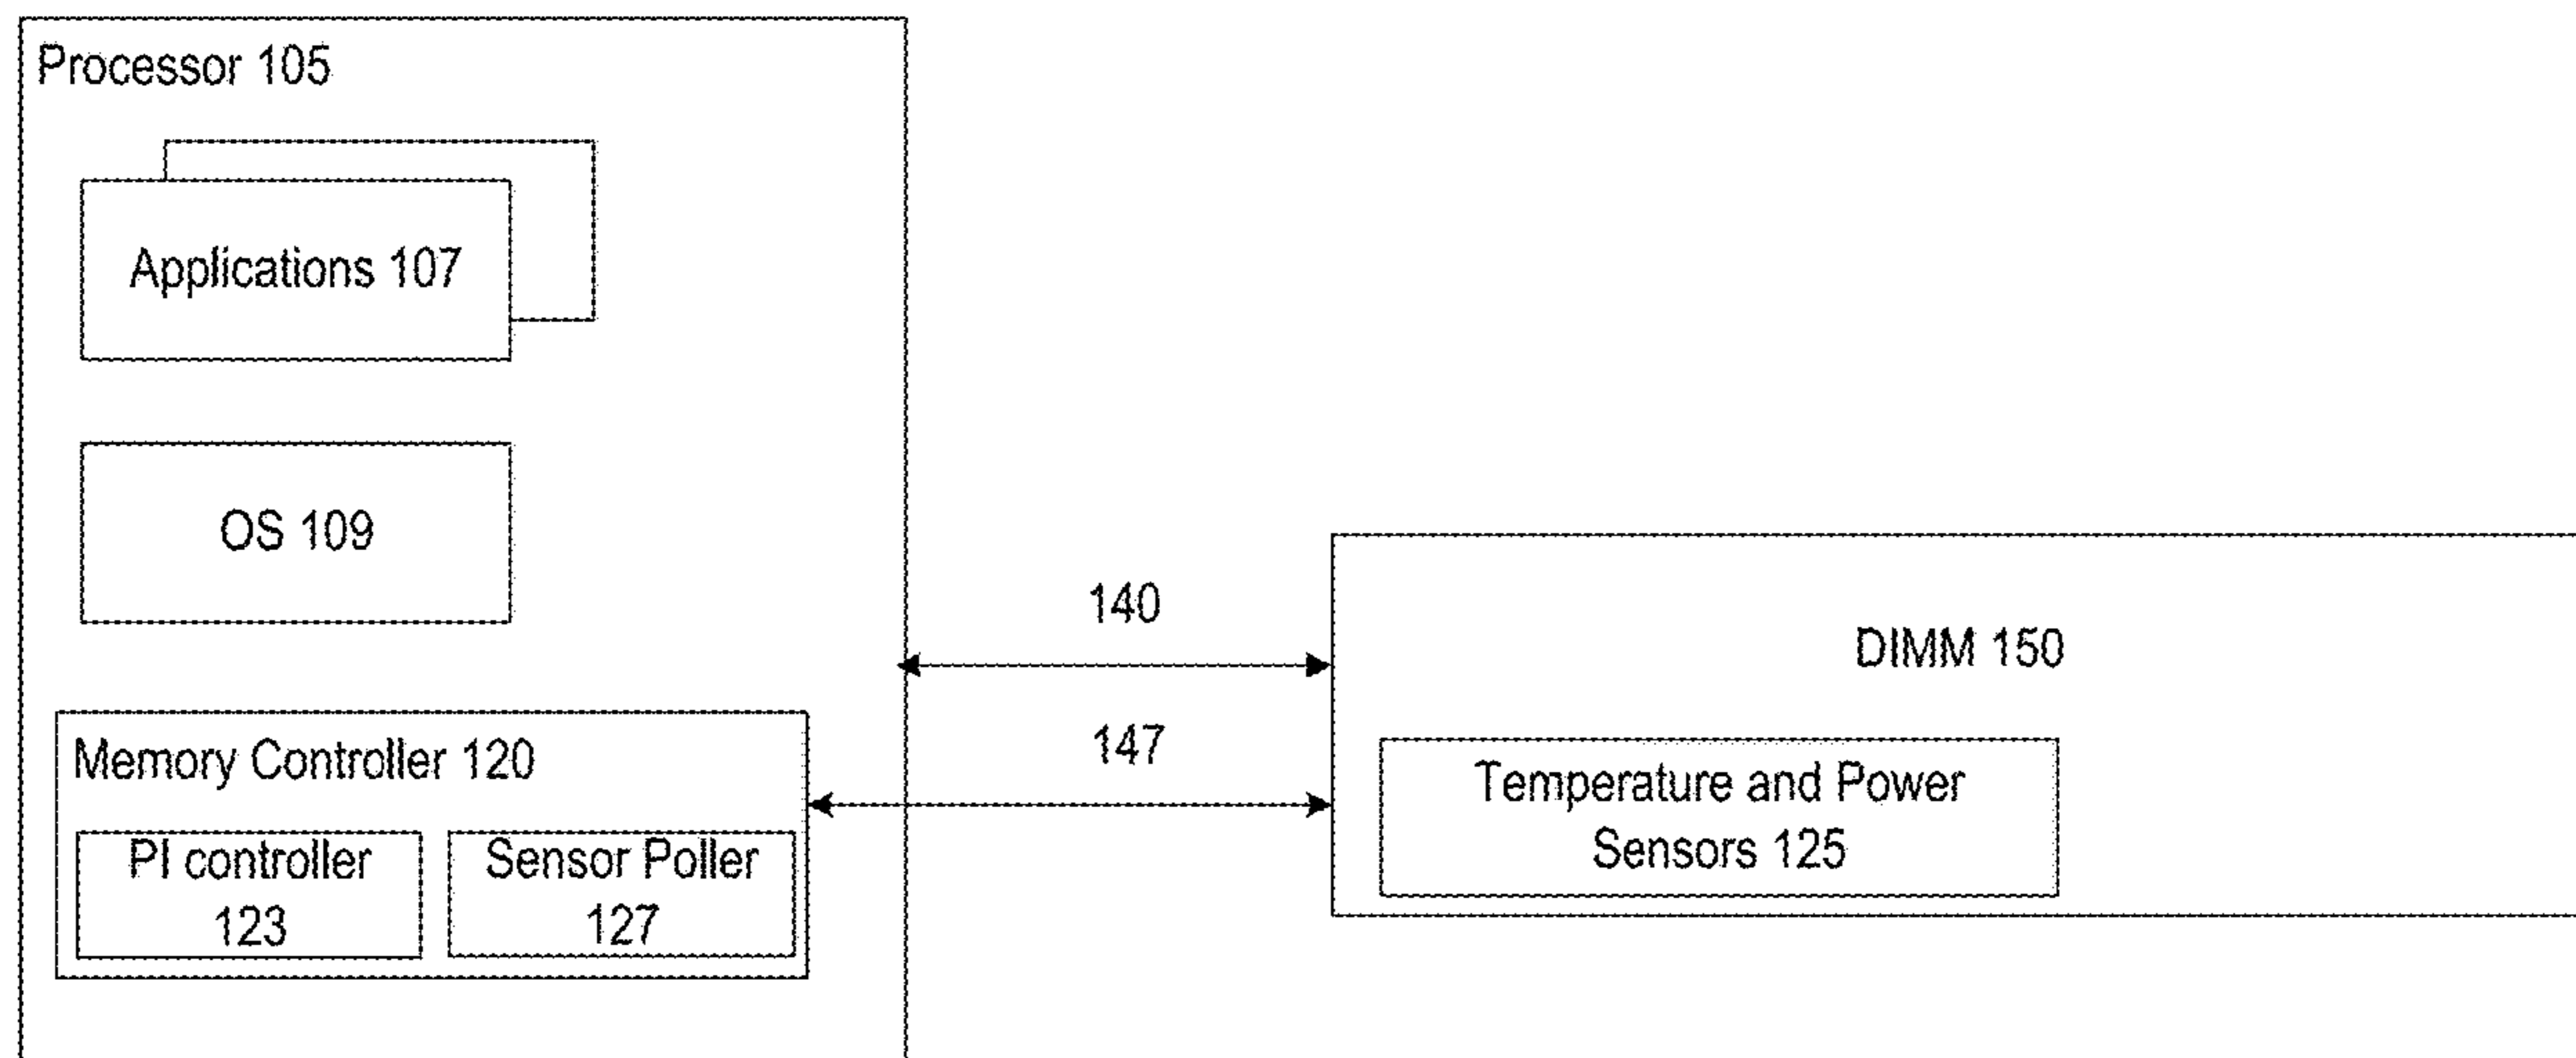 Processor 105
Applications 107
OS 109
140
DIMM 150
147
Memory Controller 120
Temperature and Power
Sensors 125
PI controller
123
Sensor Poller
127